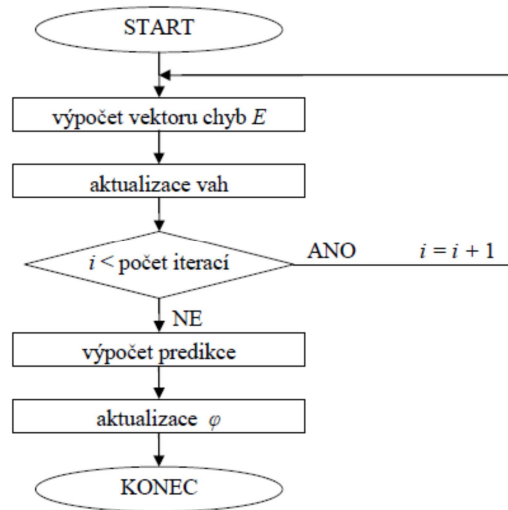 START
výpočet vektoru chyb E
aktualizace vah
i < počet iterací
ANO
i = i + 1
NE
výpočet predikce
aktualizace φ
KONEC